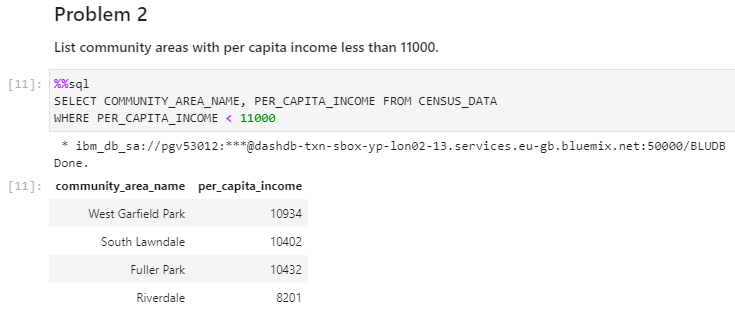 Problem 2
List community areas with per capita income less than 11000.
[11]: %%sql
SELECT COMMUNITY_AREA_NAME, PER_CAPITA_INCOME FROM CENSUS_DATA
WHERE PER_CAPITA_INCOME < 11000
* ibm_db_sa://pgv53012:***@dashdb-txn-sbox-yp-lon02-13.services.eu-gb.bluemix.net:50000/BLUDB
Done.
[11]: community_area_name per_capita_income
West Garfield Park 10934
South Lawndale 10402
Fuller Park 10432
Riverdale 8201